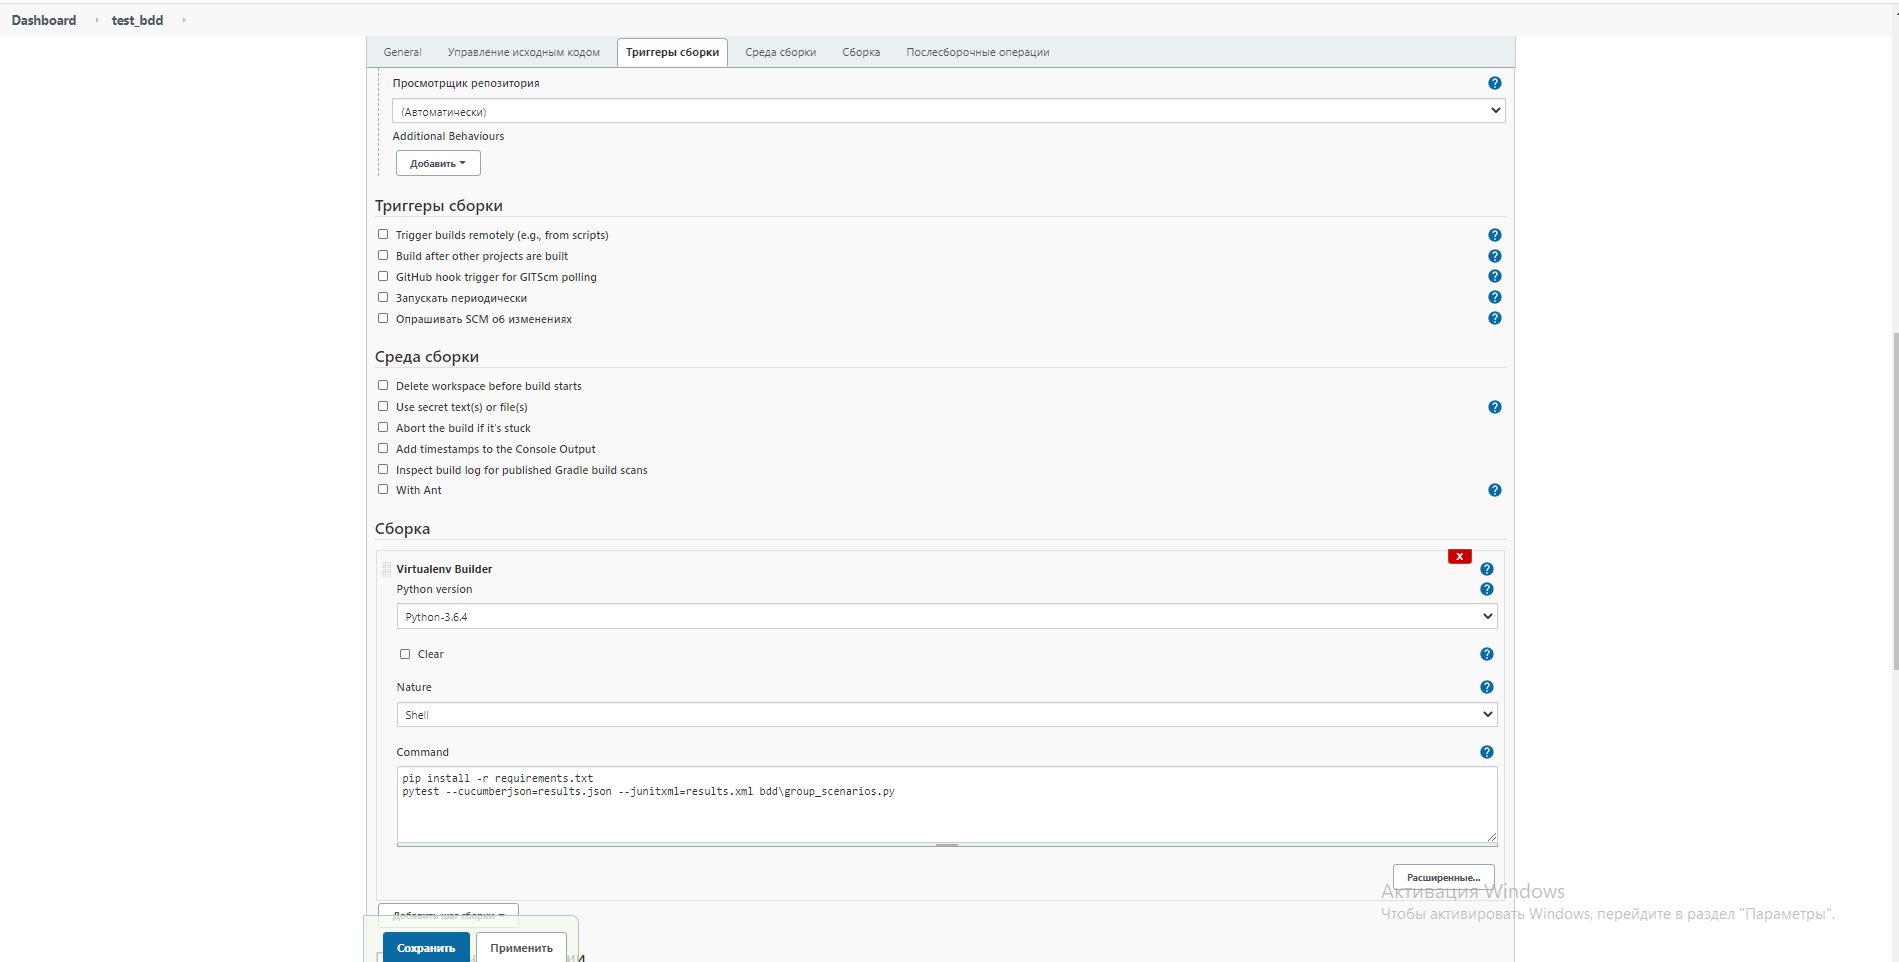 Dashboard test_bdd
General Управление исходным кодом Триггеры сборки Среда сборки Сборка Послесборочные операции
Просмотрщик репозитория
(Автоматически)
Additional Behaviours
Добавить
Триггеры сборки
Trigger builds remotely (e.g., from scripts)
Build after other projects are built
GitHub hook trigger for GITScm polling
Запускать периодически
Опрашивать SCM об изменениях
Среда сборки
Delete workspace before build starts
Use secret text(s) or file(s)
Abort the build if it's stuck
Add timestamps to the Console Output
Inspect build log for published Gradle build scans
With Ant
Сборка
X
Virtualenv Builder
Python version
Python-3.6.4
Clear
Nature
Shell
Command
pip install -r requirements.txt
pytest --cucumberjson=results.json --junitxml=results.xml bdd\group_scenarios.py
Расширенные...
Активация Windows
Чтобы активировать Windows, перейдите в раздел "Параметры".
Добавить шаг сборки
Сохранить Применить